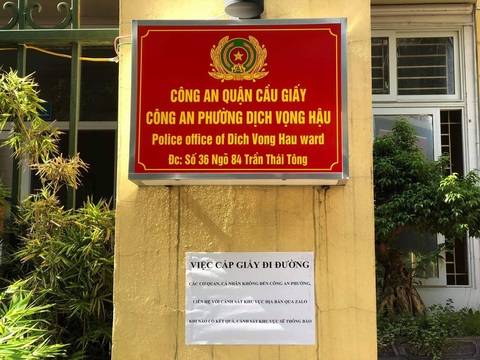 CÔNG AN QUẬN CẦU GIẤY
CÔNG AN PHƯỜNG DỊCH VỌNG HẬU
Police office of Dich Vong Hau ward
Đc: Số 36 Ngõ 84 Trần Thái Tông
VIỆC CẤP GIẤY ĐI ĐƯỜNG
CÁC CƠ QUAN, CÁ NHÂN KHÔNG ĐẾN CÔNG AN PHƯỜNG,
LIÊN HỆ VỚI CẢNH SÁT KHU VỰC ĐỊA BÀN QUA ZALO
KHI NÀO CÓ KẾT QUẢ, CẢNH SÁT KHU VỰC SẼ THÔNG BÁO